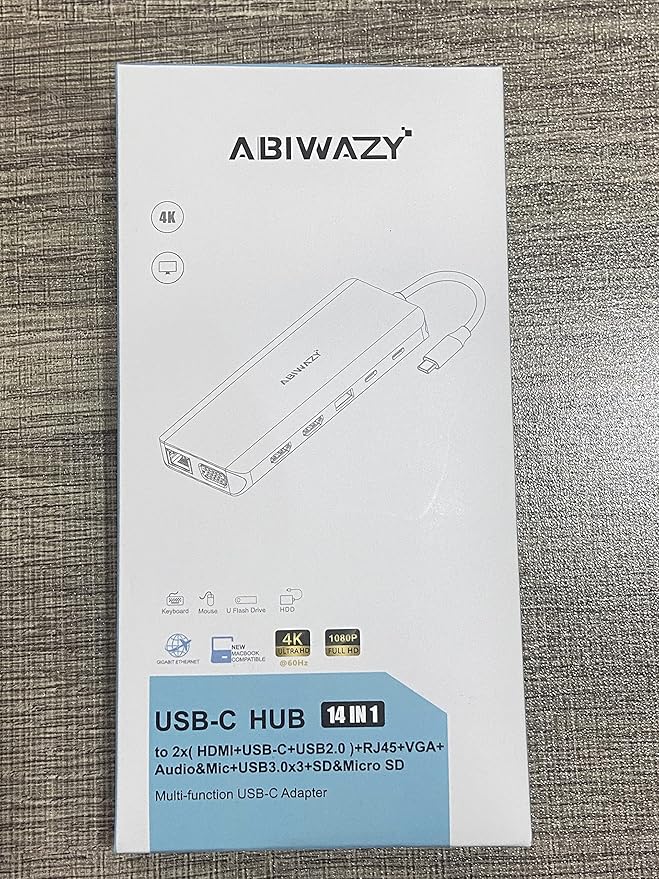 ABIWAZY
4K
ABIWAZY
Keyboard Mouse U Flash Drive HDD
GIGABIT ETHERNET
NEW
MACBOOK
COMPATIBLE
4K
ULTRA HD
@60Hz
1080P
FULL HD
USB-C HUB 14 IN 1
to 2x( HDMI+USB-C+USB2.0 )+RJ45+VGA+
Audio&Mic+USB3.0x3+SD&Micro SD
Multi-function USB-C Adapter